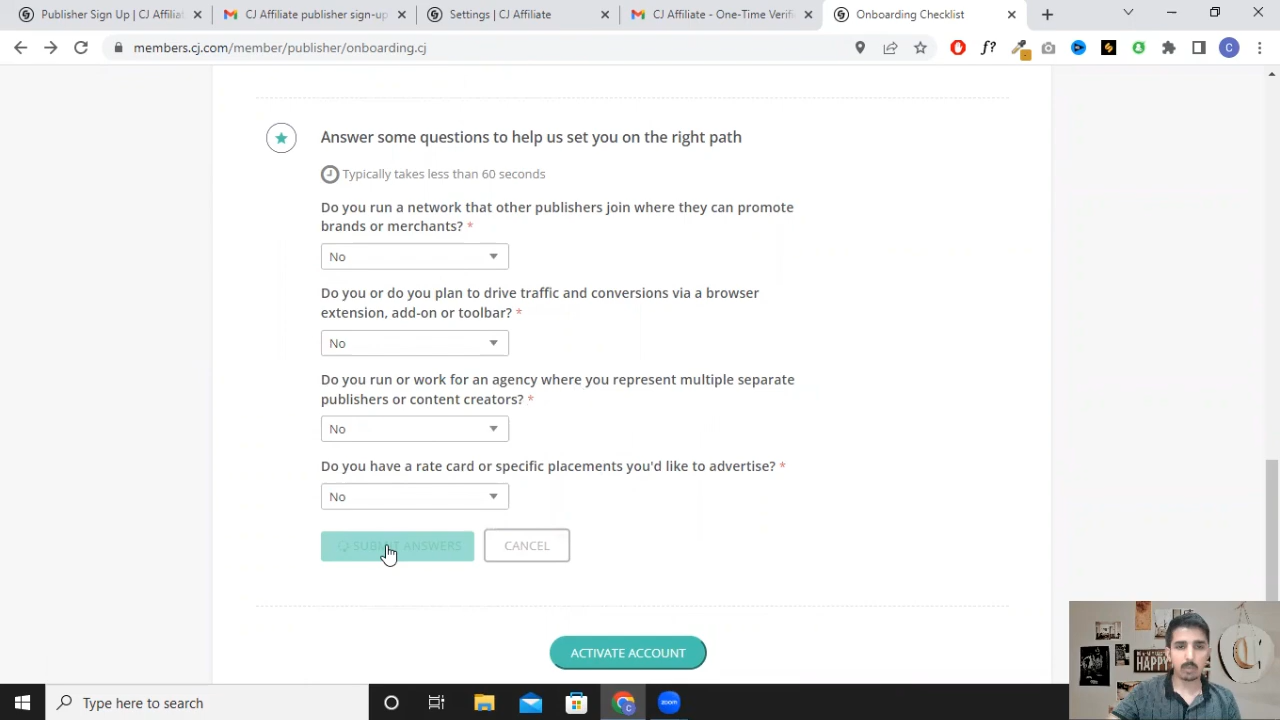 Publisher Sign Up | CJ Affilia
CJ Affiliate publisher sign-up
Settings | CJ Affiliate
CJ Affiliate - One-Time Verifi
Onboarding Checklist
members.cj.com/member/publisher/onboarding.cj
f?
C
Answer some questions to help us set you on the right path
Typically takes less than 60 seconds
Do you run a network that other publishers join where they can promote
brands or merchants? *
No
Do you or do you plan to drive traffic and conversions via a browser
extension, add-on or toolbar? *
No
Do you run or work for an agency where you represent multiple separate
publishers or content creators? *
No
Do you have a rate card or specific placements you'd like to advertise? *
No
SUBMIT ANSWERS
CANCEL
ACTIVATE ACCOUNT
HAPPY
Type here to search
zoom